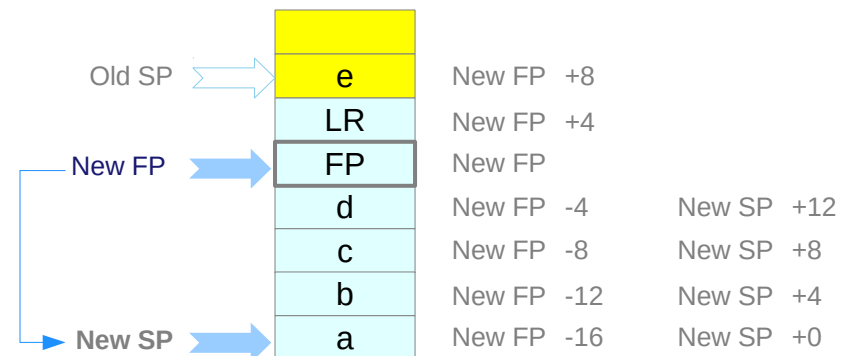 Old SP e New FP +8
LR New FP +4
New FP FP New FP
d New FP -4 New SP +12
c New FP -8 New SP +8
b New FP -12 New SP +4
New SP a New FP -16 New SP +0